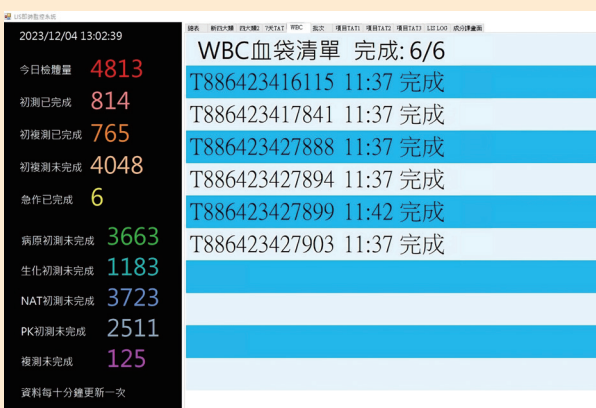 LIS即時監控系統
2023/12/04 13:02:39
今日檢體量 4813
初測已完成 814
初複測已完成 765
初複測未完成 4048
急作已完成 6
病原初測未完成 3663
生化初測未完成 1183
NAT初測未完成 3723
PK初測未完成 2511
複測未完成 125
資料每十分鐘更新一次
總表 新四大類 四大類2 7天TAT WBC 批次 項目TAT1 項目TAT2 項目TAT3 LIS LOG 成分課畫面
WBC血袋清單 完成: 6/6
T886423416115 11:37 完成
T886423417841 11:37 完成
T886423427888 11:37 完成
T886423427894 11:37 完成
T886423427899 11:42 完成
T886423427903 11:37 完成